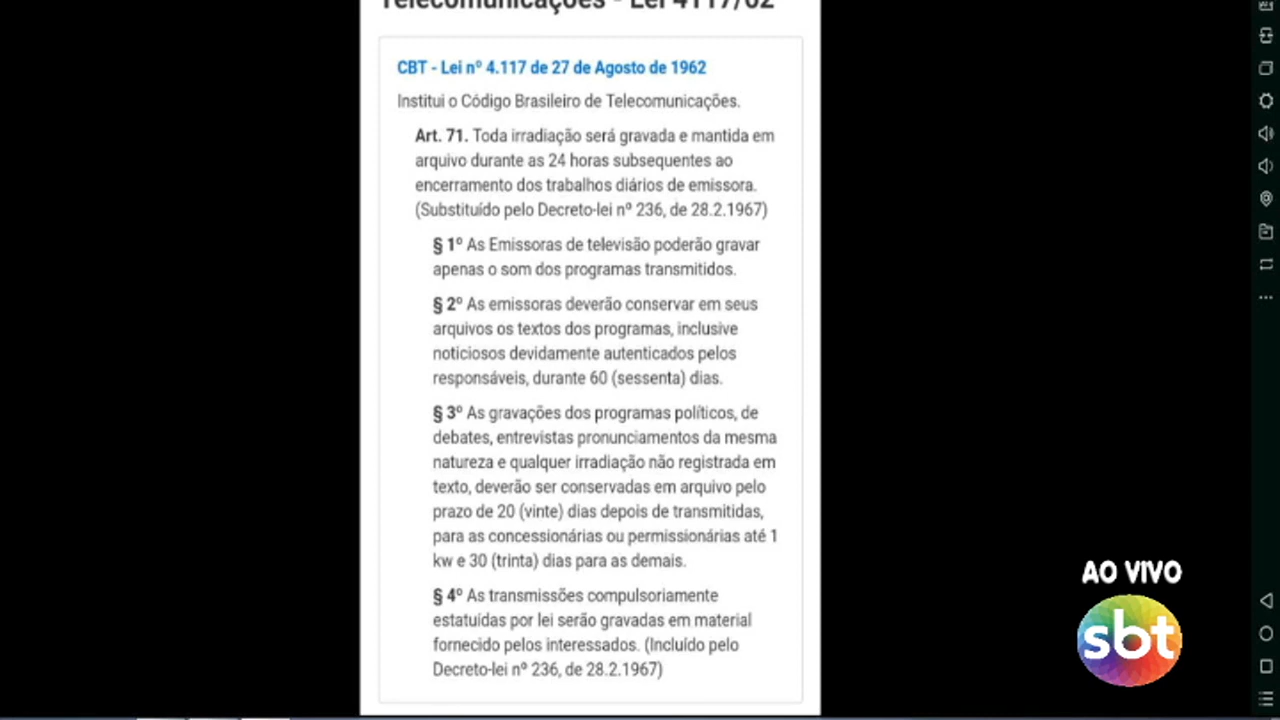 Telecomunicações - Lei 4117/62
CBT - Lei nº 4.117 de 27 de Agosto de 1962
Institui o Código Brasileiro de Telecomunicações.
Art. 71. Toda irradiação será gravada e mantida em
arquivo durante as 24 horas subsequentes ao
encerramento dos trabalhos diários de emissora.
(Substituído pelo Decreto-lei nº 236, de 28.2.1967)
§ 1º As Emissoras de televisão poderão gravar
apenas o som dos programas transmitidos.
§ 2º As emissoras deverão conservar em seus
arquivos os textos dos programas, inclusive
noticiosos devidamente autenticados pelos
responsáveis, durante 60 (sessenta) dias.
§ 3º As gravações dos programas políticos, de
debates, entrevistas pronunciamentos da mesma
natureza e qualquer irradiação não registrada em
texto, deverão ser conservadas em arquivo pelo
prazo de 20 (vinte) dias depois de transmitidas,
para as concessionárias ou permissionárias até 1
kw e 30 (trinta) dias para as demais.
§ 4º As transmissões compulsoriamente
estatuídas por lei serão gravadas em material
fornecido pelos interessados. (Incluído pelo
Decreto-lei nº 236, de 28.2.1967)
AO VIVO
sbt